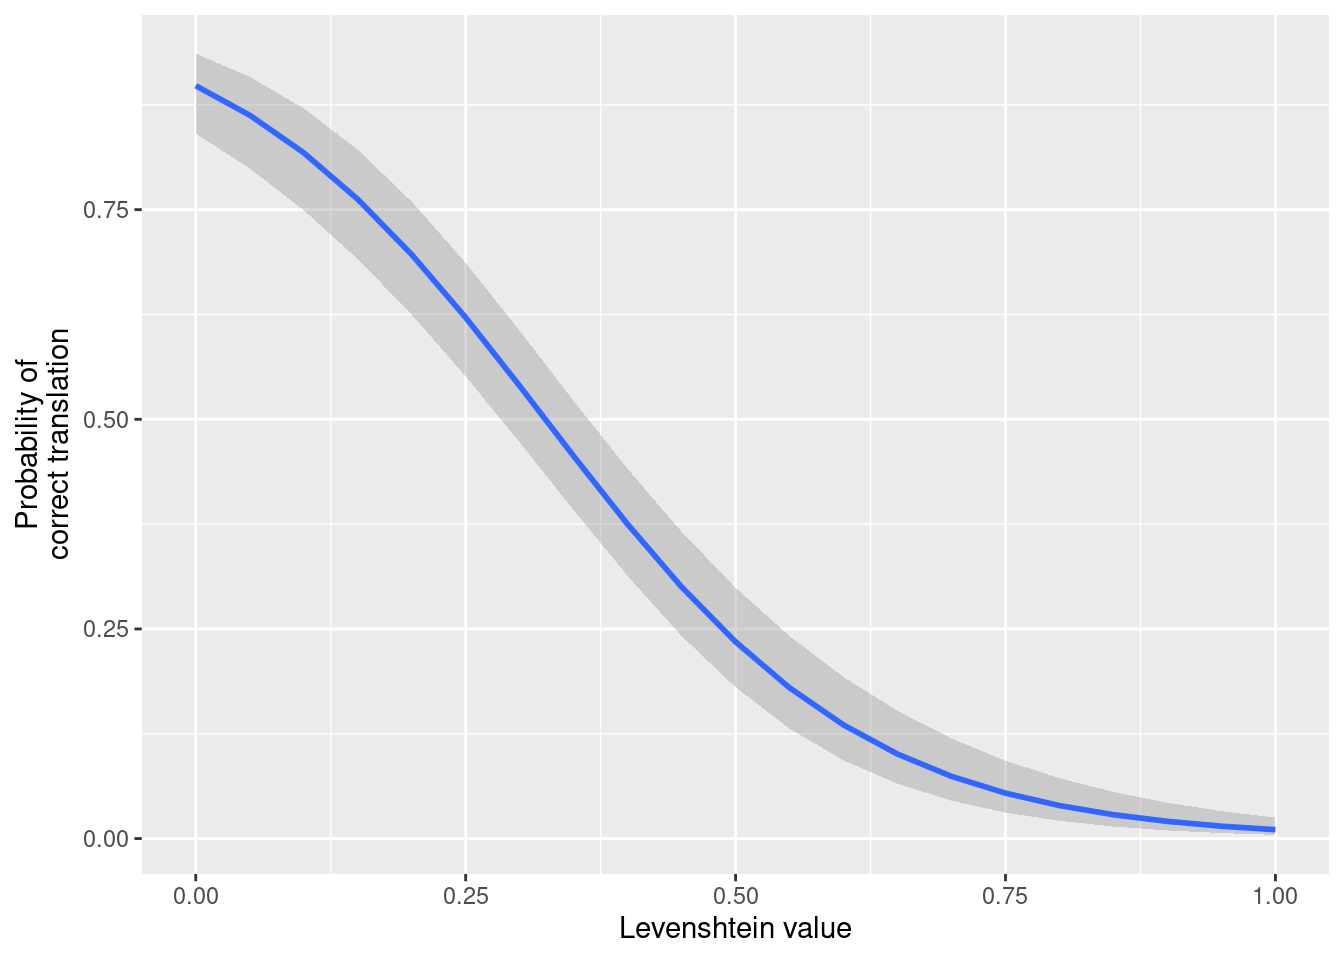 Probability of
correct translation
0.75
0.50
0.25
0.00
0.00 0.25 0.50 0.75 1.00
Levenshtein value